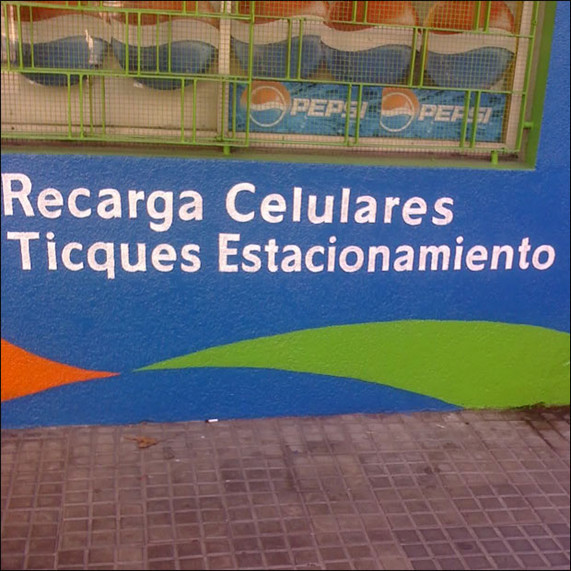 PEPSI PEPSI
Recarga Celulares
Ticques Estacionamiento